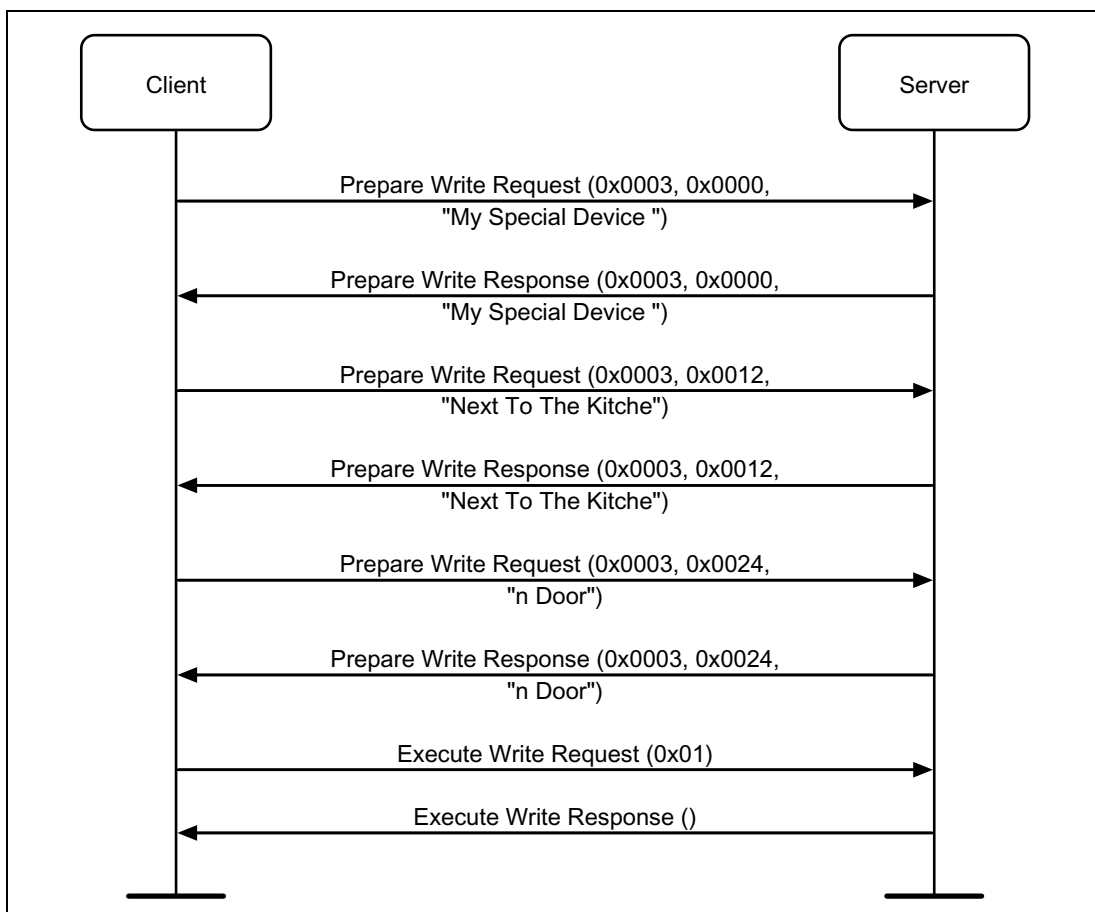 Client
Server
Prepare Write Request (0x0003, 0x0000,
"My Special Device ")
Prepare Write Response (0x0003, 0x0000,
"My Special Device ")
Prepare Write Request (0x0003, 0x0012,
"Next To The Kitche")
Prepare Write Response (0x0003, 0x0012,
"Next To The Kitche")
Prepare Write Request (0x0003, 0x0024,
"n Door")
Prepare Write Response (0x0003, 0x0024,
"n Door")
Execute Write Request (0x01)
Execute Write Response ()